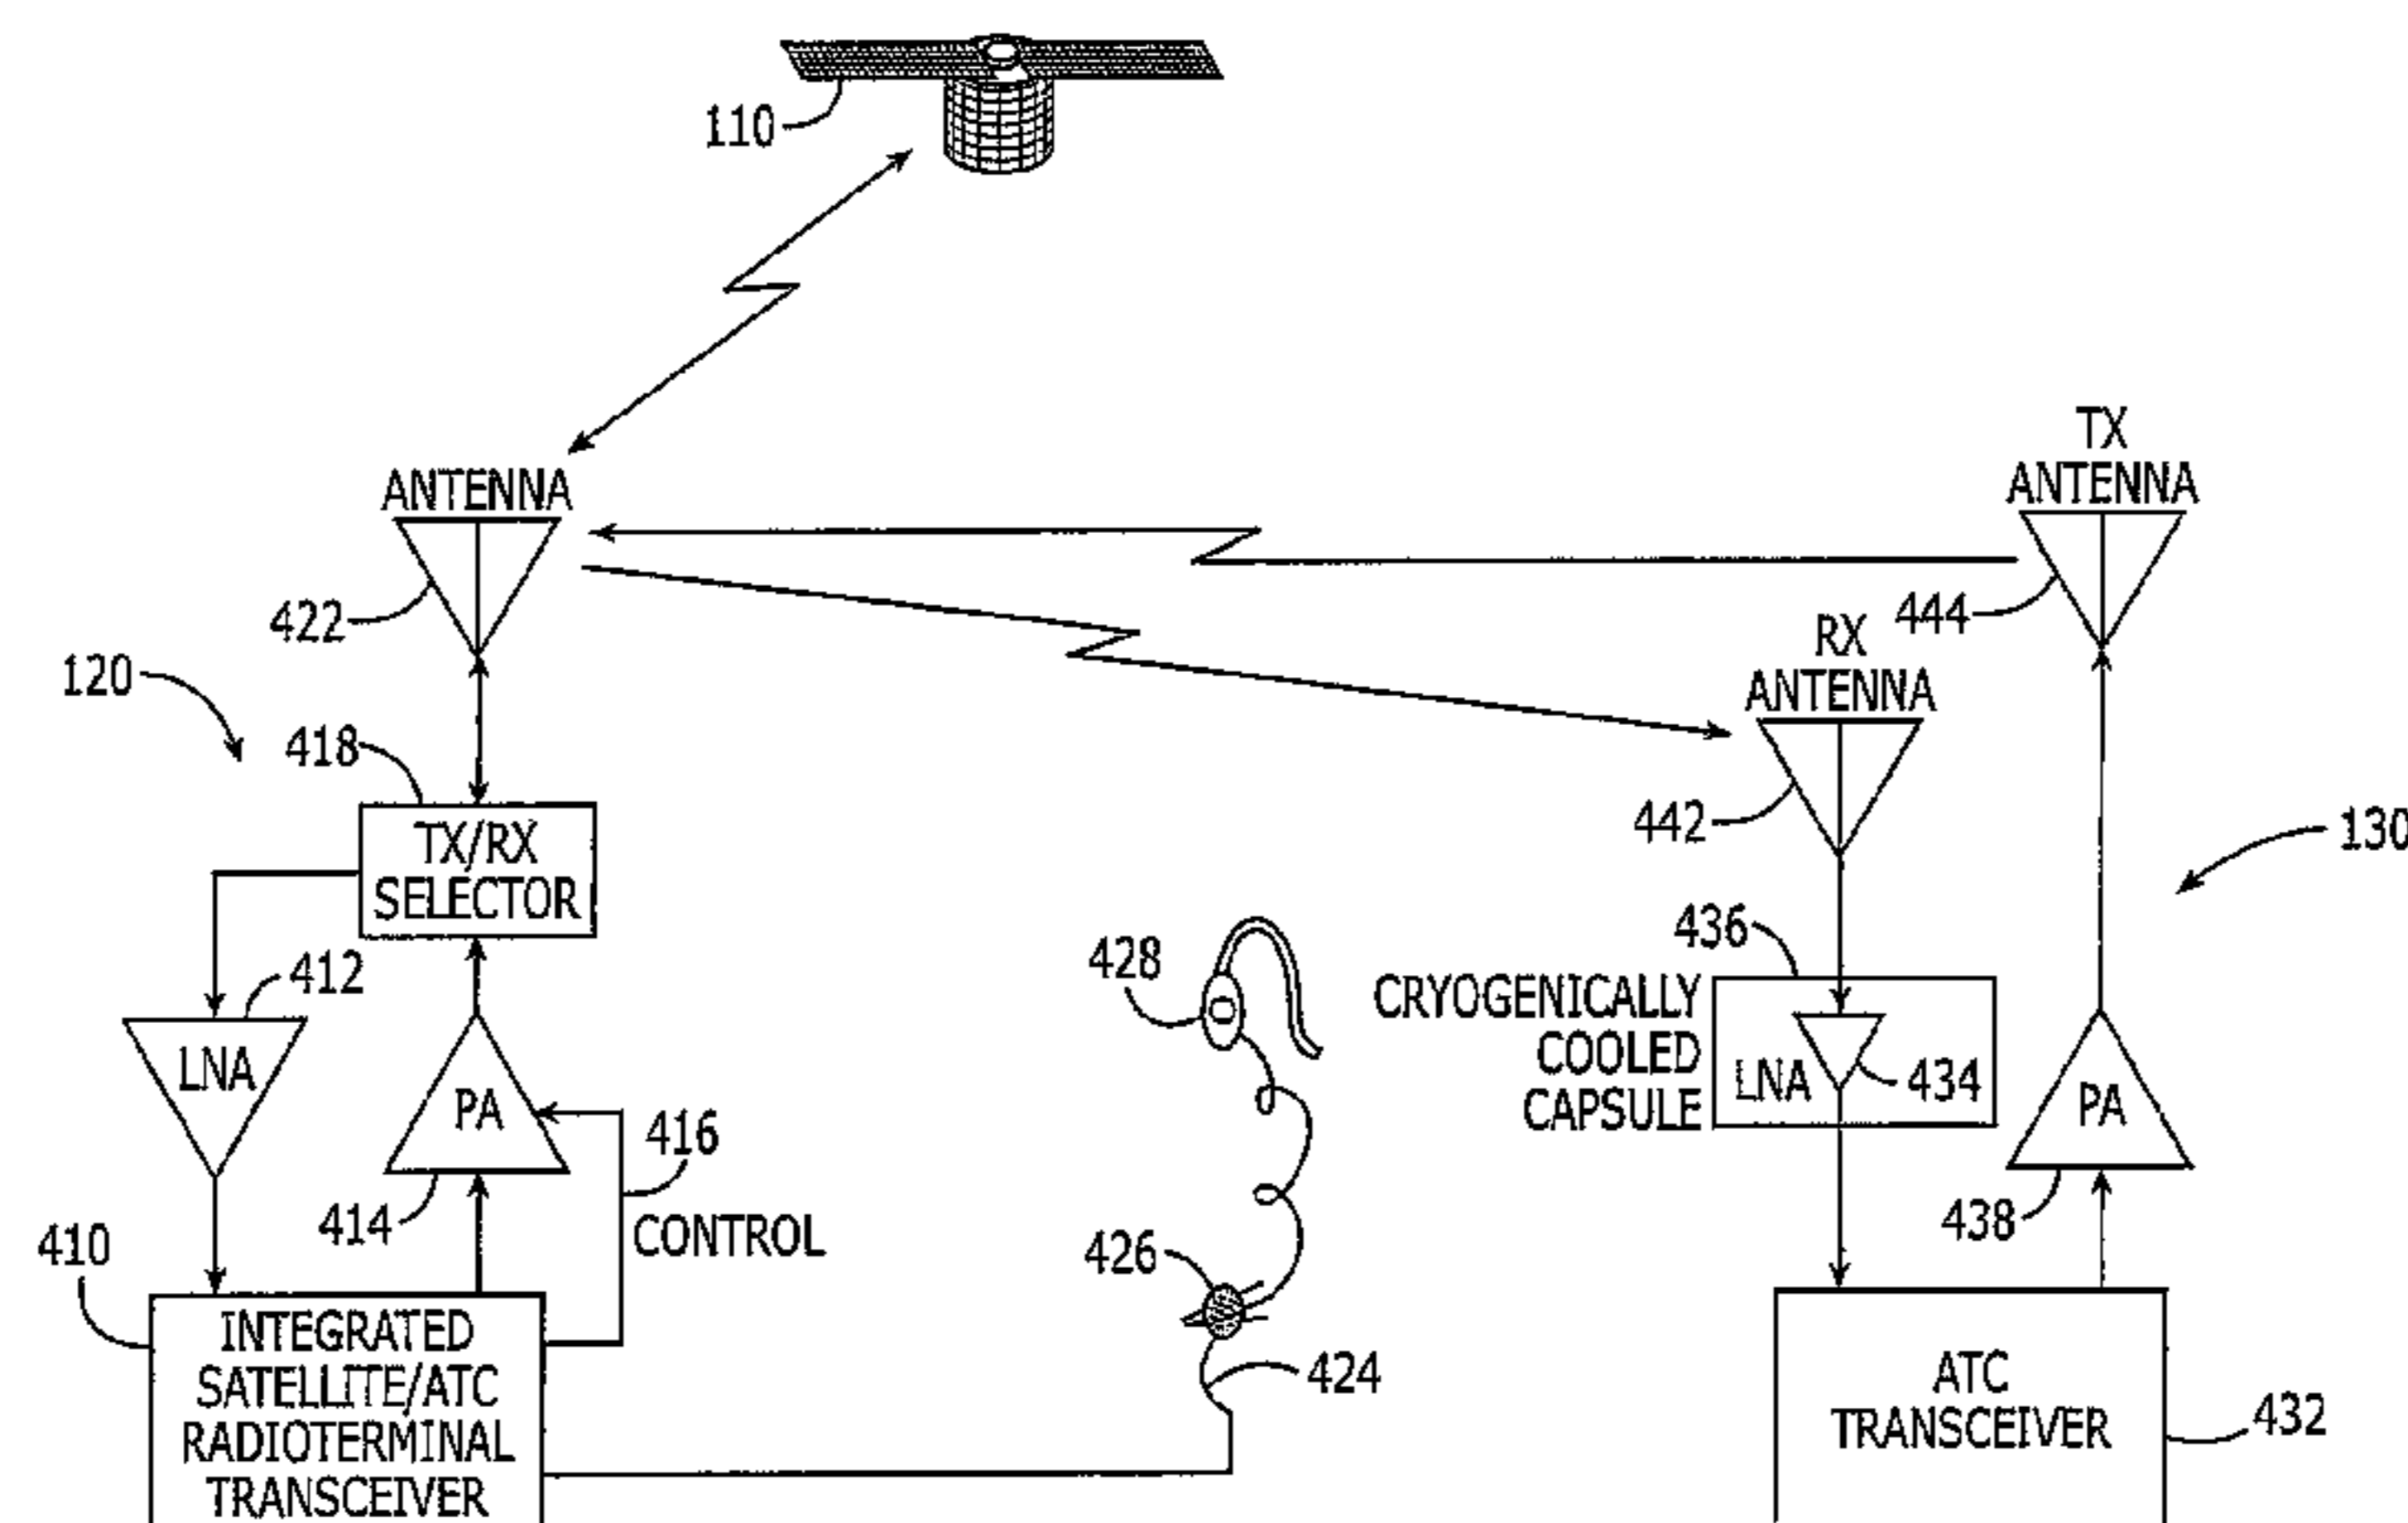 110
TX
ANTENNA
ANTENNA
422
444
RX
ANTENNA
120
418
TX/RX
SELECTOR
442
130
412
LNA
PA
416
CONTROL
414
410
INTEGRATED
SATELLITE/ATC
RADIOTERMINAL
TRANSCEIVER
428
426
424
436
CRYOGENICALLY
COOLED
CAPSULE
LNA
434
PA
438
ATC
TRANSCEIVER
432